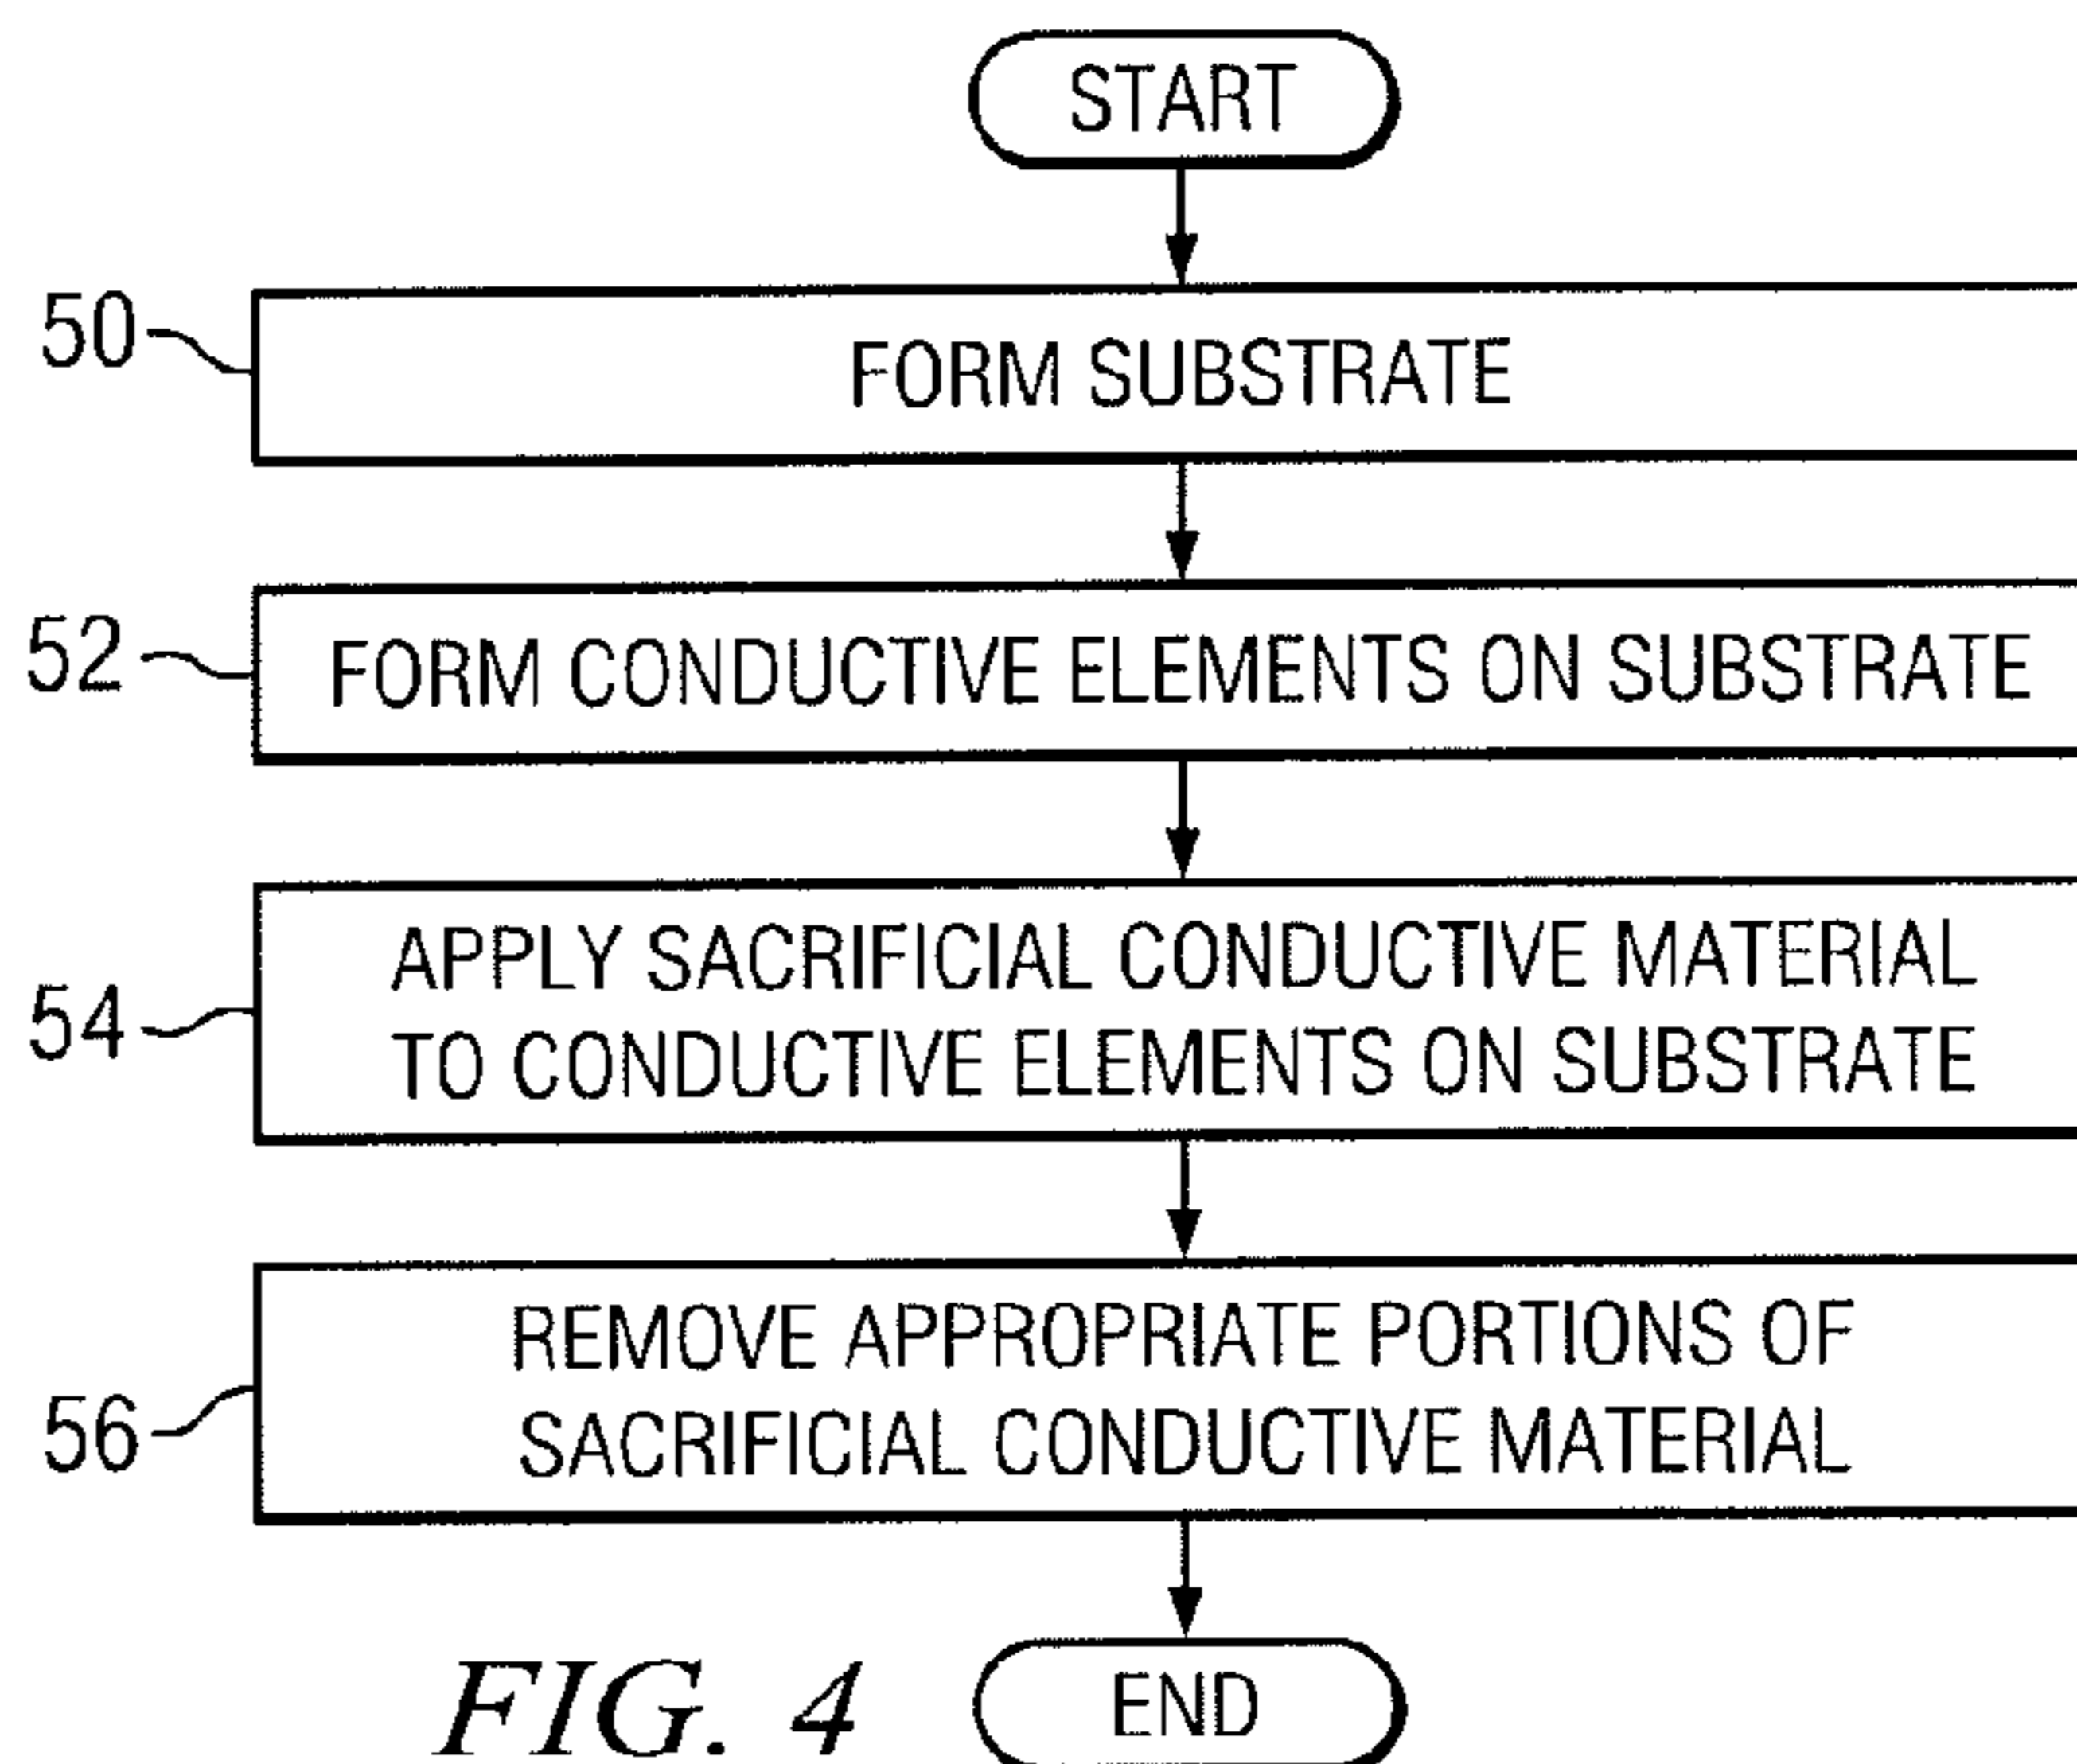 START
50
FORM SUBSTRATE
52
FORM CONDUCTIVE ELEMENTS ON SUBSTRATE
54
APPLY SACRIFICIAL CONDUCTIVE MATERIAL
TO CONDUCTIVE ELEMENTS ON SUBSTRATE
56
REMOVE APPROPRIATE PORTIONS OF
SACRIFICIAL CONDUCTIVE MATERIAL
END
FIG. 4